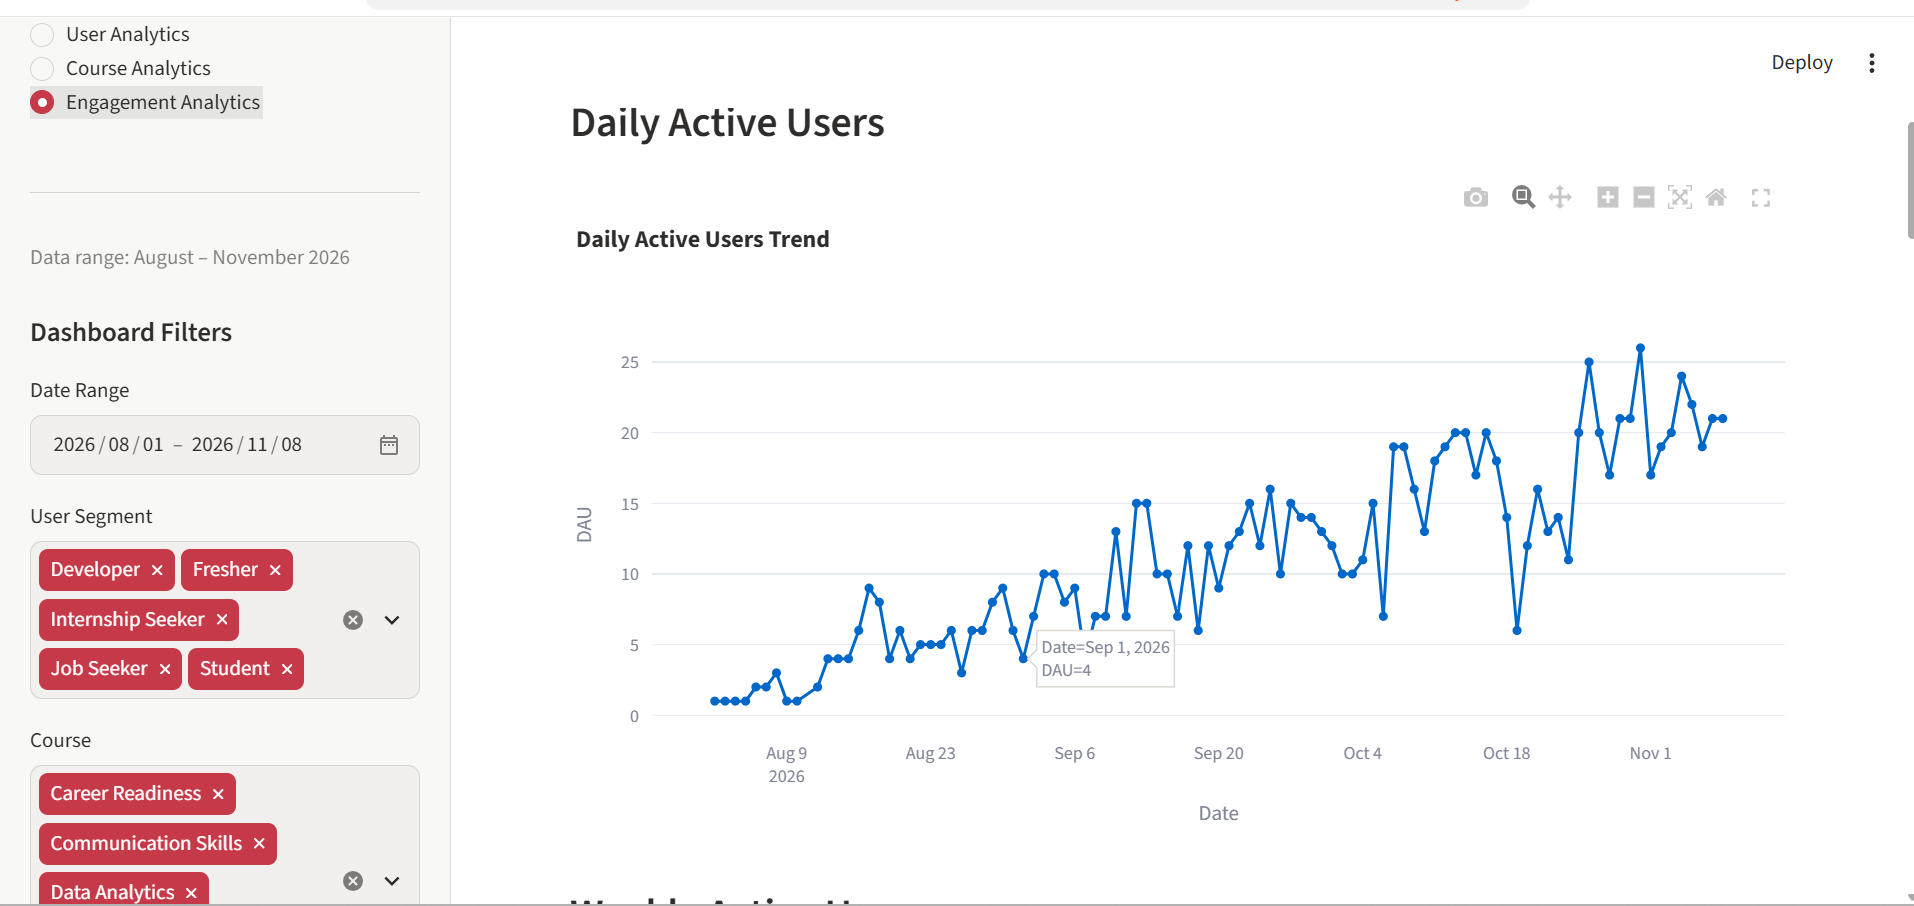 User Analytics
Course Analytics
Engagement Analytics
Data range: August – November 2026
Dashboard Filters
Date Range
2026/08/01 – 2026/11/08
User Segment
Developer
Fresher
Internship Seeker
Job Seeker
Student
Course
Career Readiness
Communication Skills
Data Analytics
Deploy
Daily Active Users
Daily Active Users Trend
25
20
15
10
5
0
DAU
Date=Sep 1, 2026
DAU=4
Aug 9
2026
Aug 23
Sep 6
Sep 20
Oct 4
Oct 18
Nov 1
Date